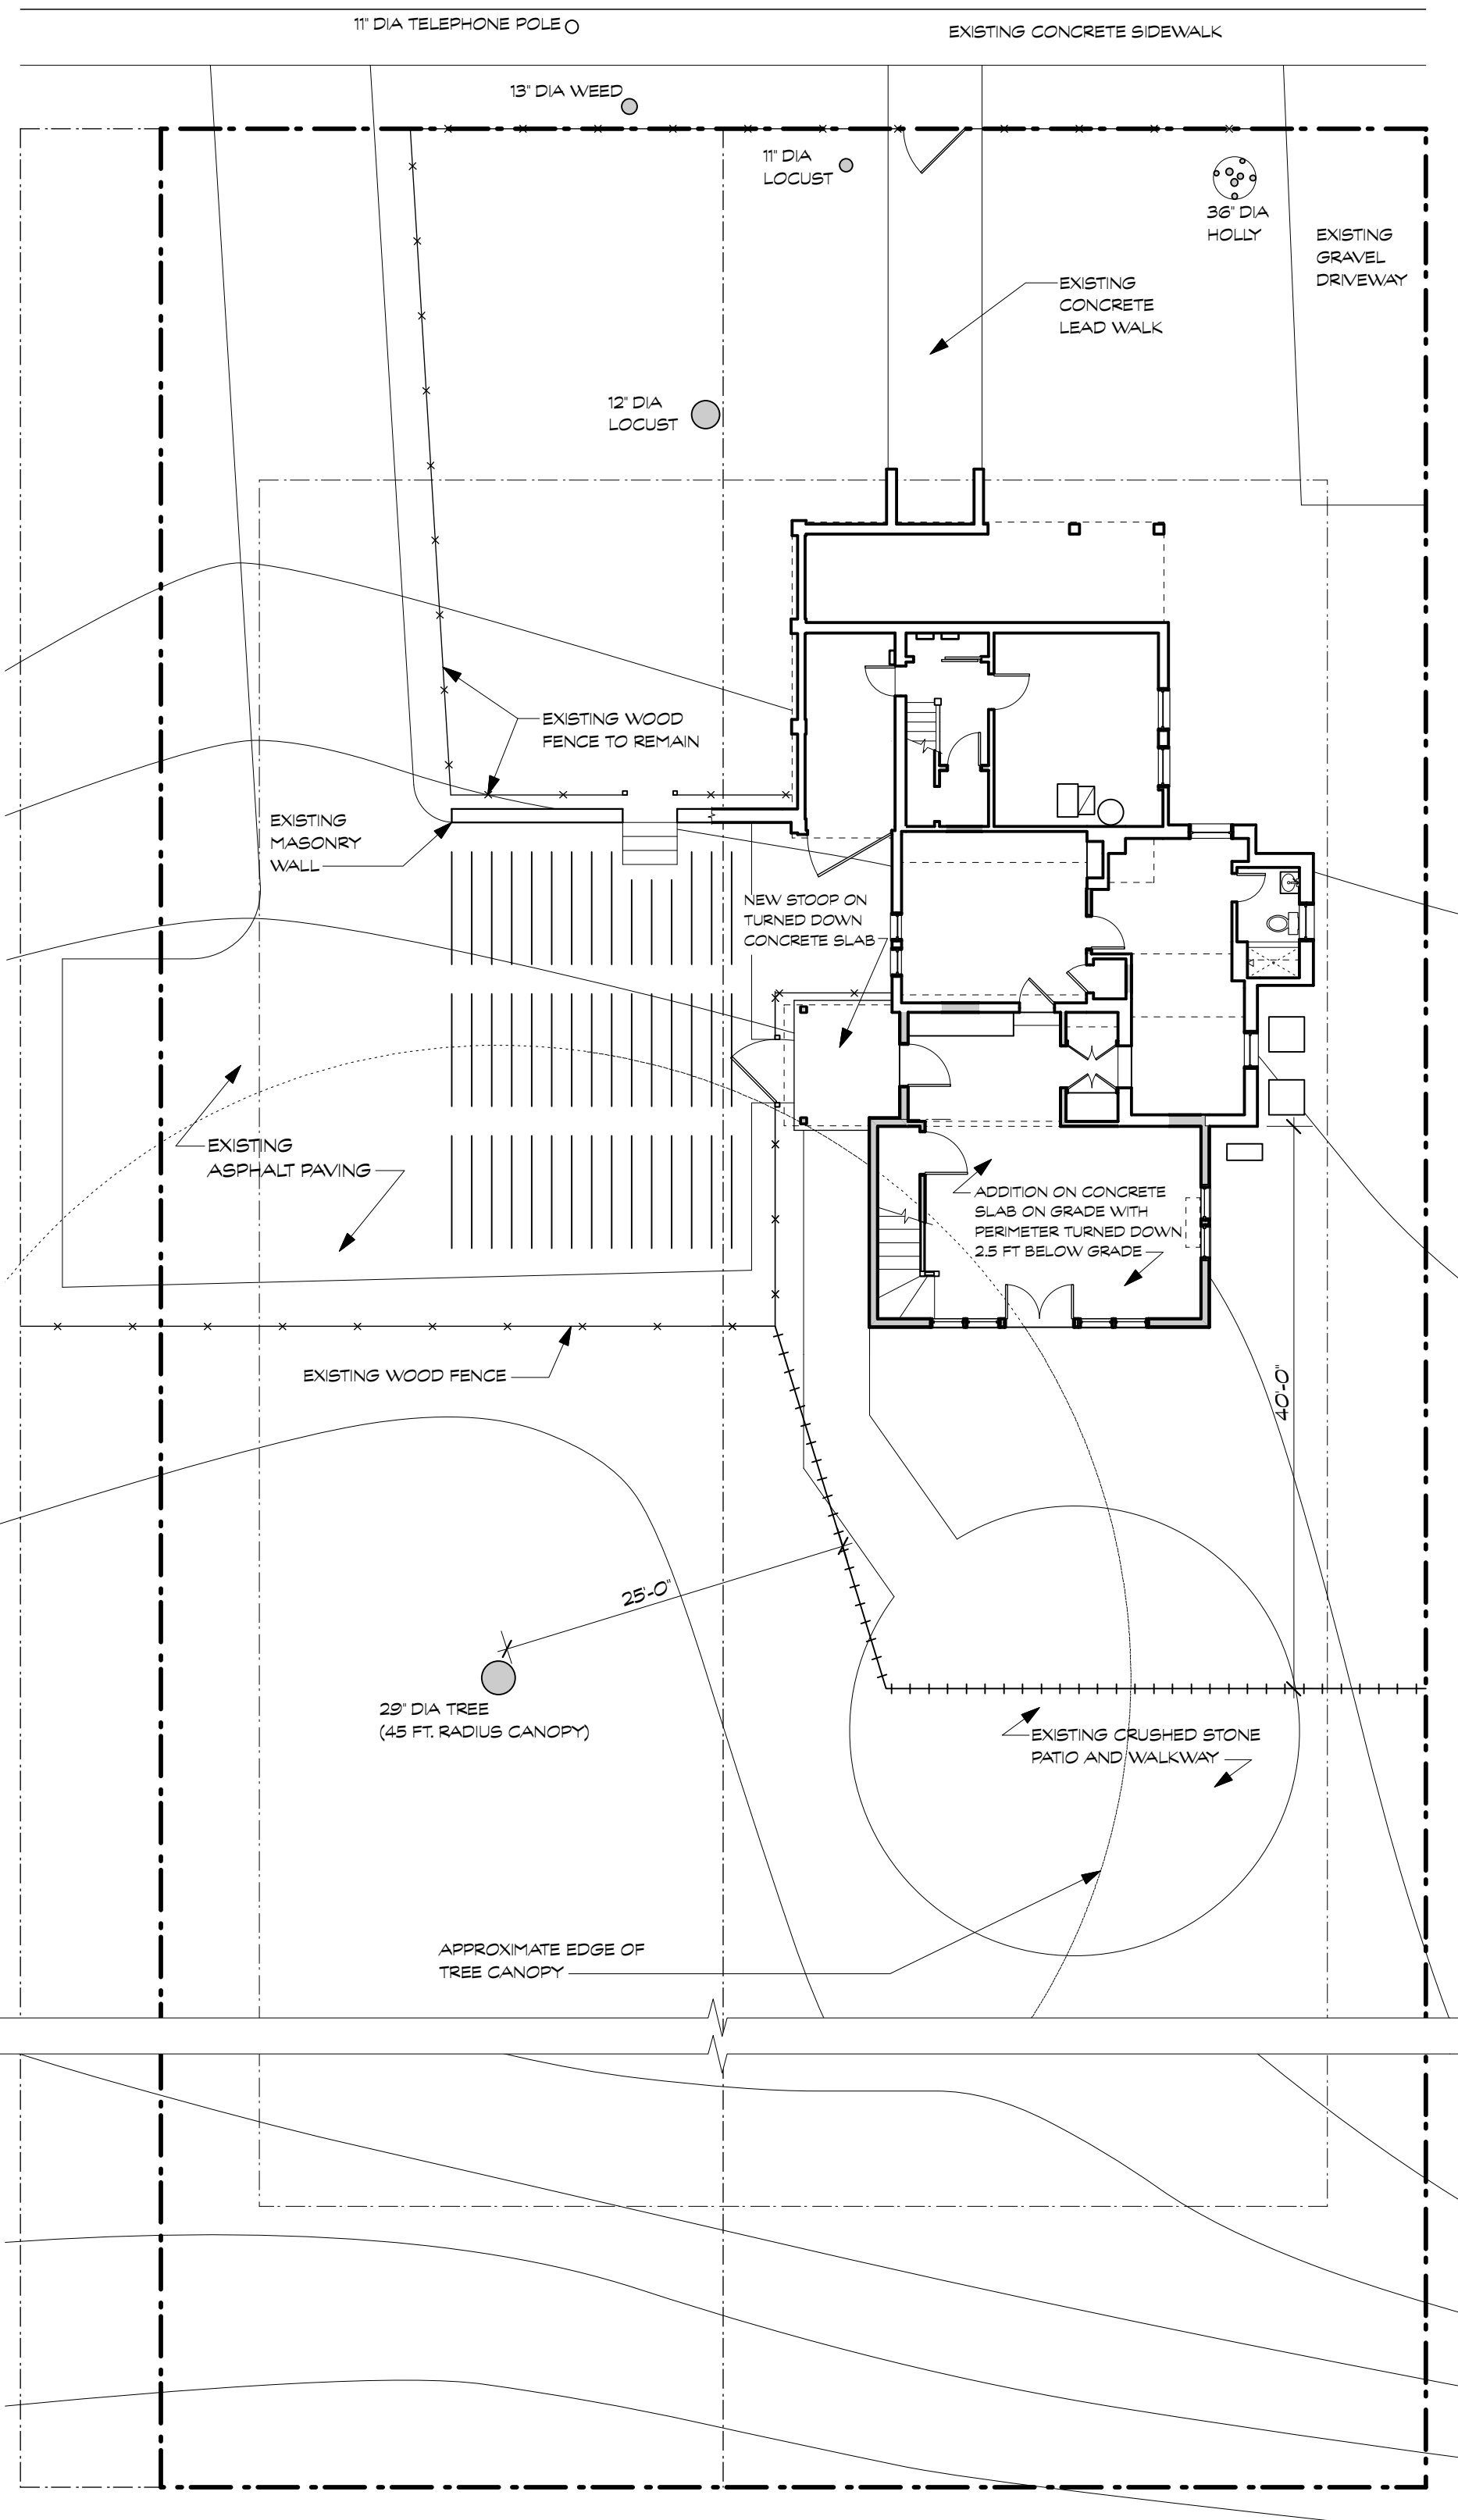 11" DIA TELEPHONE POLE
EXISTING CONCRETE SIDEWALK
13" DIA WEED
11" DIA
LOCUST
36" DIA
HOLLY
EXISTING
GRAVEL
DRIVEWAY
EXISTING
CONCRETE
LEAD WALK
12" DIA
LOCUST
EXISTING WOOD
FENCE TO REMAIN
EXISTING
MASONRY
WALL
NEW STOOP ON
TURNED DOWN
CONCRETE SLAB
EXISTING
ASPHALT PAVING
ADDITION ON CONCRETE
SLAB ON GRADE WITH
PERIMETER TURNED DOWN
2.5 FT BELOW GRADE
EXISTING WOOD FENCE
40'-0"
25'-0"
29" DIA TREE
(45 FT. RADIUS CANOPY)
EXISTING CRUSHED STONE
PATIO AND WALKWAY
APPROXIMATE EDGE OF
TREE CANOPY